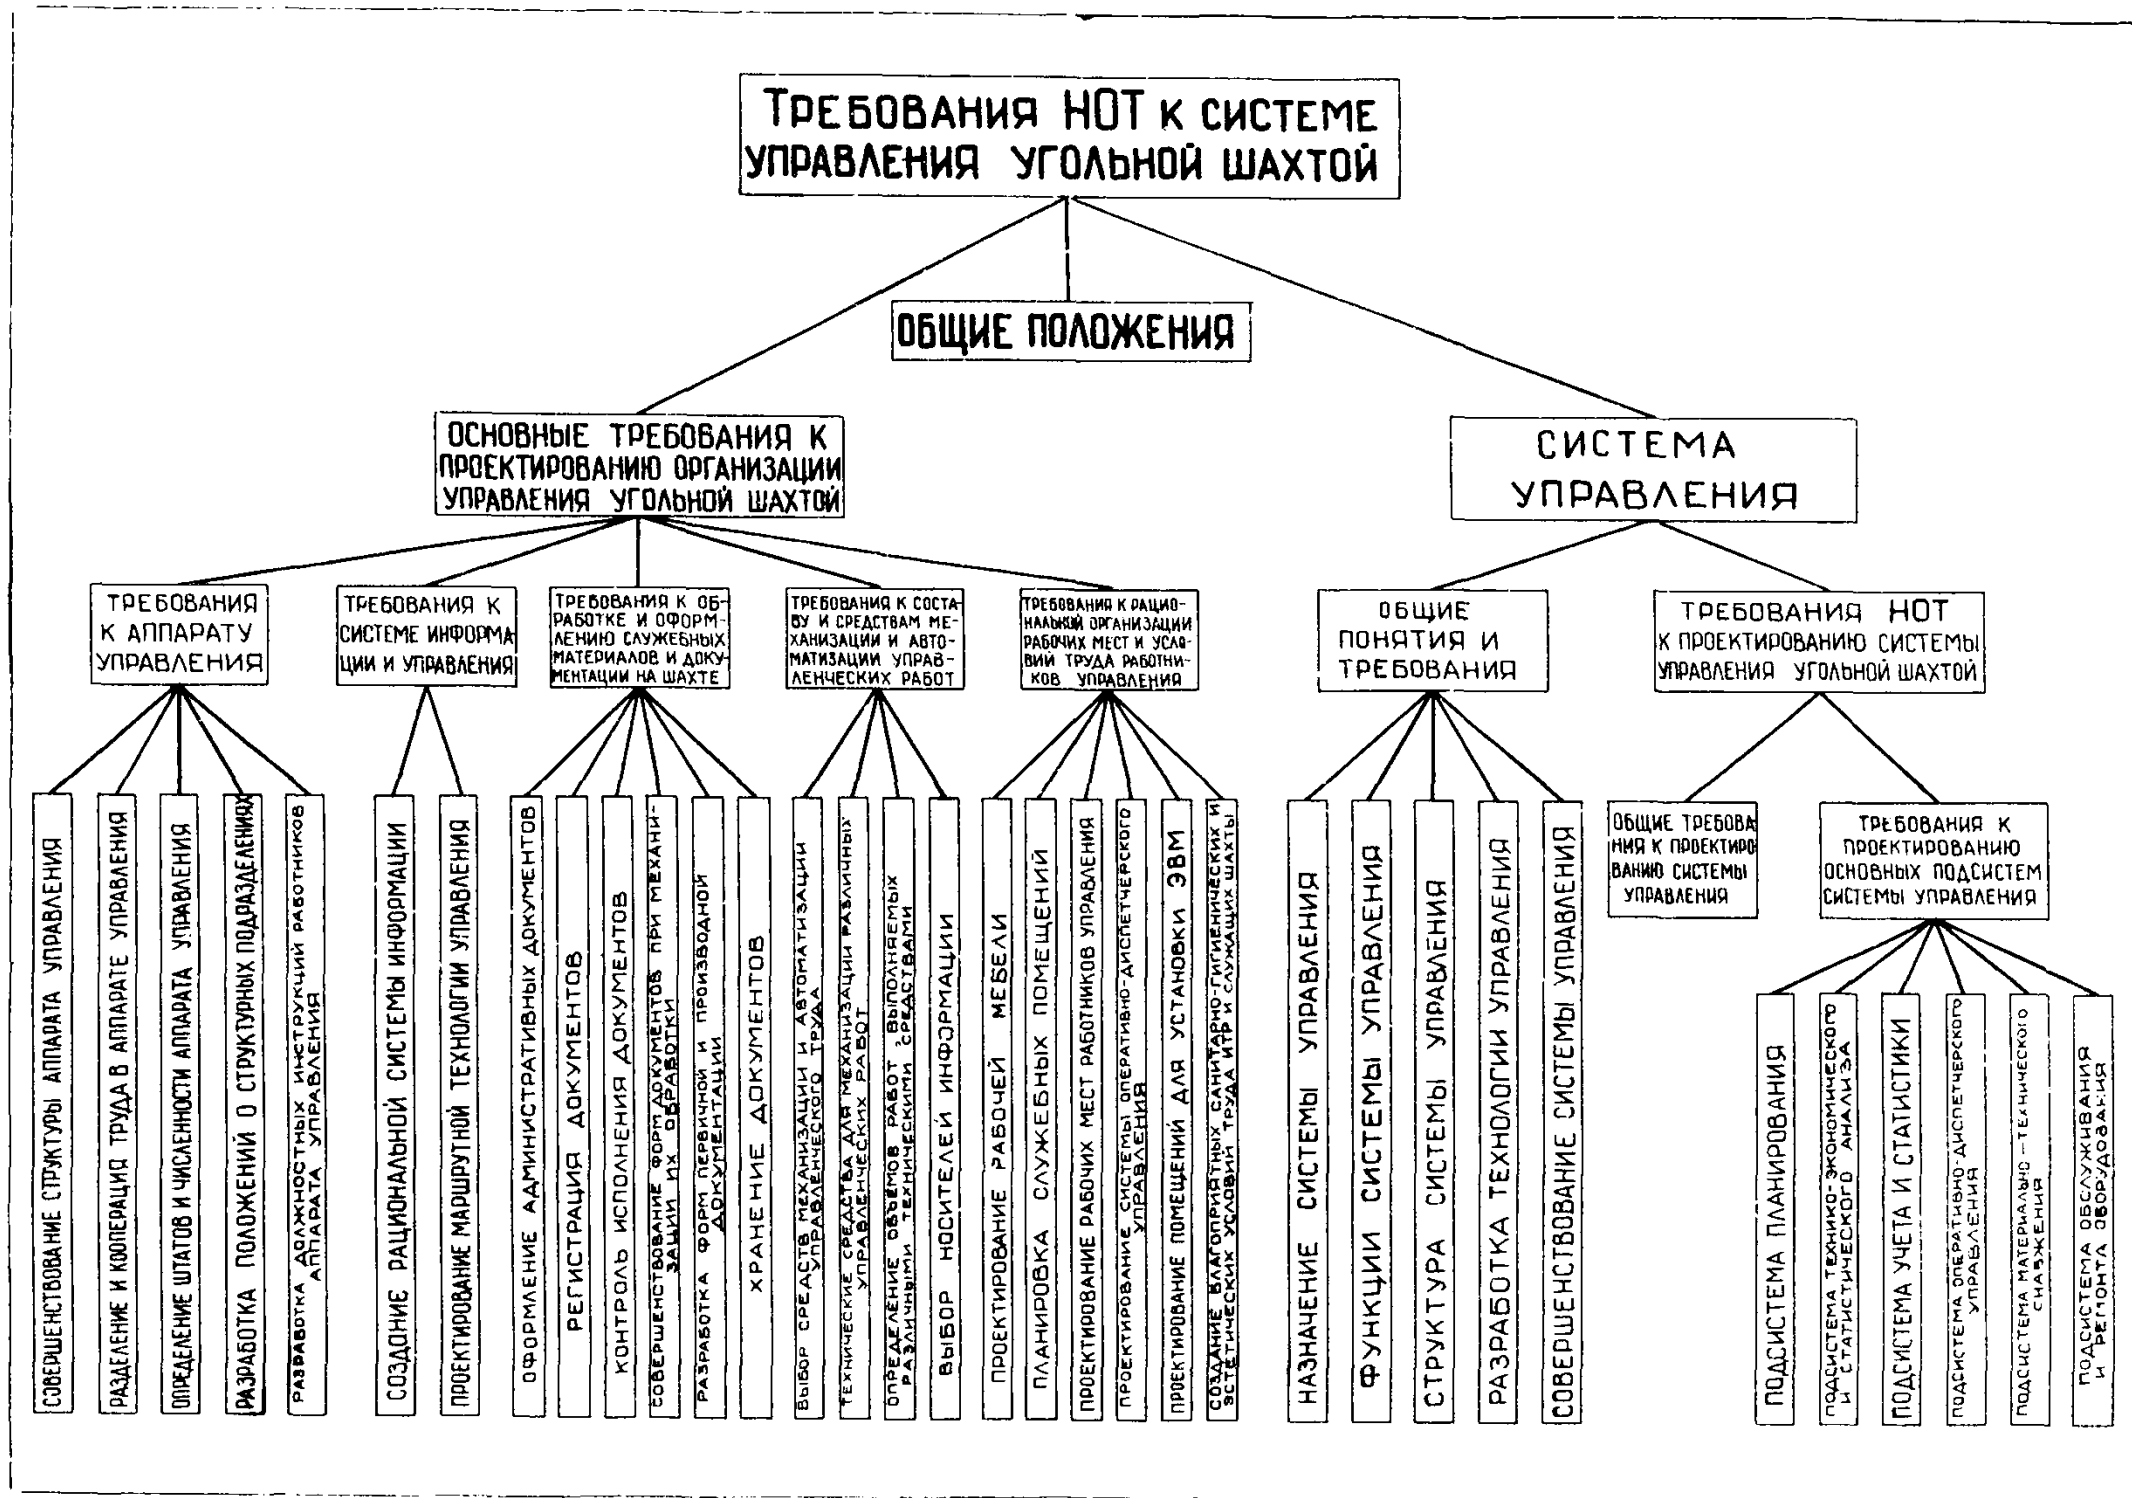 ТРЕБОВАНИЯ НОТ К СИСТЕМЕ
УПРАВЛЕНИЯ УГОЛЬНОЙ ШАХТОЙ
ОБЩИЕ ПОЛОЖЕНИЯ
ОСНОВНЫЕ ТРЕБОВАНИЯ К
ПРОЕКТИРОВАНИЮ ОРГАНИЗАЦИИ
УПРАВЛЕНИЯ УГОЛЬНОЙ ШАХТОЙ
СИСТЕМА
УПРАВЛЕНИЯ
ТРЕБОВАНИЯ
К АППАРАТУ
УПРАВЛЕНИЯ
ТРЕБОВАНИЯ К
СИСТЕМЕ ИНФОРМА
ЦИИ И УПРАВЛЕНИЯ
ТРЕБОВАНИЯ К ОБ-
РАБОТКЕ И ОФОРМ-
ЛЕНИЮ СЛУЖЕБНЫХ
МАТЕРИАЛОВ И ДОКУ-
МЕНТАЦИИ НА ШАХТЕ
ТРЕБОВАНИЯ К СОСТА-
ВУ И СРЕДСТВАМ МЕ-
ХАНИЗАЦИИ И АВТО-
МАТИЗАЦИИ УПРАВ-
ЛЕНЧЕСКИХ РАБОТ
ТРЕБОВАНИЯ К РАЦИО-
НАЛЬНОЙ ОРГАНИЗАЦИИ
РАБОЧИХ МЕСТ И УСЛО-
ВИЙ ТРУДА РАБОТНИ-
КОВ УПРАВЛЕНИЯ
ОБЩИЕ
ПОНЯТИЯ И
ТРЕБОВАНИЯ
ТРЕБОВАНИЯ НОТ
К ПРОЕКТИРОВАНИЮ СИСТЕМЫ
УПРАВЛЕНИЯ УГОЛЬНОЙ ШАХТОЙ
СОВЕРШЕНСТВОВАНИЕ СТРУКТУРЫ АППАРАТА УПРАВЛЕНИЯ
РАЗДЕЛЕНИЕ И КООПЕРАЦИЯ ТРУДА В АППАРАТЕ УПРАВЛЕНИЯ
ОПРЕДЕЛЕНИЕ ШТАТОВ И ЧИСЛЕННОСТИ АППАРАТА УПРАВЛЕНИЯ
РАЗРАБОТКА ПОЛОЖЕНИЙ О СТРУКТУРНЫХ ПОДРАЗДЕЛЕНИЯХ
РАЗРАБОТКА ДОЛЖНОСТНЫХ ИНСТРУКЦИЙ РАБОТНИКОВ
АППАРАТА УПРАВЛЕНИЯ
СОЗДАНИЕ РАЦИОНАЛЬНОЙ СИСТЕМЫ ИНФОРМАЦИИ
ПРОЕКТИРОВАНИЕ МАРШРУТНОЙ ТЕХНОЛОГИИ УПРАВЛЕНИЯ
ОФОРМЛЕНИЕ АДМИНИСТРАТИВНЫХ ДОКУМЕНТОВ
РЕГИСТРАЦИЯ ДОКУМЕНТОВ
КОНТРОЛЬ ИСПОЛНЕНИЯ ДОКУМЕНТОВ
СОВЕРШЕНСТВОВАНИЕ ФОРМ ДОКУМЕНТОВ ПРИ МЕХАНИ-
ЗАЦИИ ИХ ОБРАБОТКИ
РАЗРАБОТКА ФОРМ ПЕРВИЧНОЙ И ПРОИЗВОДНОЙ
ДОКУМЕНТАЦИИ
ХРАНЕНИЕ ДОКУМЕНТОВ
ВЫБОР СРЕДСТВ МЕХАНИЗАЦИИ И АВТОМАТИЗАЦИИ
УПРАВЛЕНЧЕСКОГО ТРУДА
ТЕХНИЧЕСКИЕ СРЕДСТВА ДЛЯ МЕХАНИЗАЦИИ РАЗЛИЧНЫХ
УПРАВЛЕНЧЕСКИХ РАБОТ
ОПРЕДЕЛЕНИЕ ОБЪЕМОВ РАБОТ, ВЫПОЛНЯЕМЫХ
РАЗЛИЧНЫМИ ТЕХНИЧЕСКИМИ СРЕДСТВАМИ
ВЫБОР НОСИТЕЛЕЙ ИНФОРМАЦИИ
ПРОЕКТИРОВАНИЕ РАБОЧЕЙ МЕБЕЛИ
ПЛАНИРОВКА СЛУЖЕБНЫХ ПОМЕЩЕНИЙ
ПРОЕКТИРОВАНИЕ РАБОЧИХ МЕСТ РАБОТНИКОВ УПРАВЛЕНИЯ
ПРОЕКТИРОВАНИЕ СИСТЕМЫ ОПЕРАТИВНО-ДИСПЕТЧЕРСКОГО
УПРАВЛЕНИЯ
ПРОЕКТИРОВАНИЕ ПОМЕЩЕНИЙ ДЛЯ УСТАНОВКИ ЭВМ
СОЗДАНИЕ БЛАГОПРИЯТНЫХ САНИТАРНО-ГИГИЕНИЧЕСКИХ И
ЭСТЕТИЧЕСКИХ УСЛОВИЙ ТРУДА ИТР И СЛУЖАЩИХ ШАХТЫ
НАЗНАЧЕНИЕ СИСТЕМЫ УПРАВЛЕНИЯ
ФУНКЦИИ СИСТЕМЫ УПРАВЛЕНИЯ
СТРУКТУРА СИСТЕМЫ УПРАВЛЕНИЯ
РАЗРАБОТКА ТЕХНОЛОГИИ УПРАВЛЕНИЯ
СОВЕРШЕНСТВОВАНИЕ СИСТЕМЫ УПРАВЛЕНИЯ
ОБЩИЕ ТРЕБОВА
НИЯ К ПРОЕКТИРО
ВАНИЮ СИСТЕМЫ
УПРАВЛЕНИЯ
ТРЕБОВАНИЯ К
ПРОЕКТИРОВАНИЮ
ОСНОВНЫХ ПОДСИСТЕМ
СИСТЕМЫ УПРАВЛЕНИЯ
ПОДСИСТЕМА ПЛАНИРОВАНИЯ
ПОДСИСТЕМА ТЕХНИКО-ЭКОНОМИЧЕСКОГО
И СТАТИСТИЧЕСКОГО АНАЛИЗА
ПОДСИСТЕМА УЧЕТА И СТАТИСТИКИ
ПОДСИСТЕМА ОПЕРАТИВНО-ДИСПЕТЧЕРСКОГО
УПРАВЛЕНИЯ
ПОДСИСТЕМА МАТЕРИАЛЬНО-ТЕХНИЧЕСКОГО
СНАБЖЕНИЯ
ПОДСИСТЕМА ОБСЛУЖИВАНИЯ
И РЕМОНТА ОБОРУДОВАНИЯ